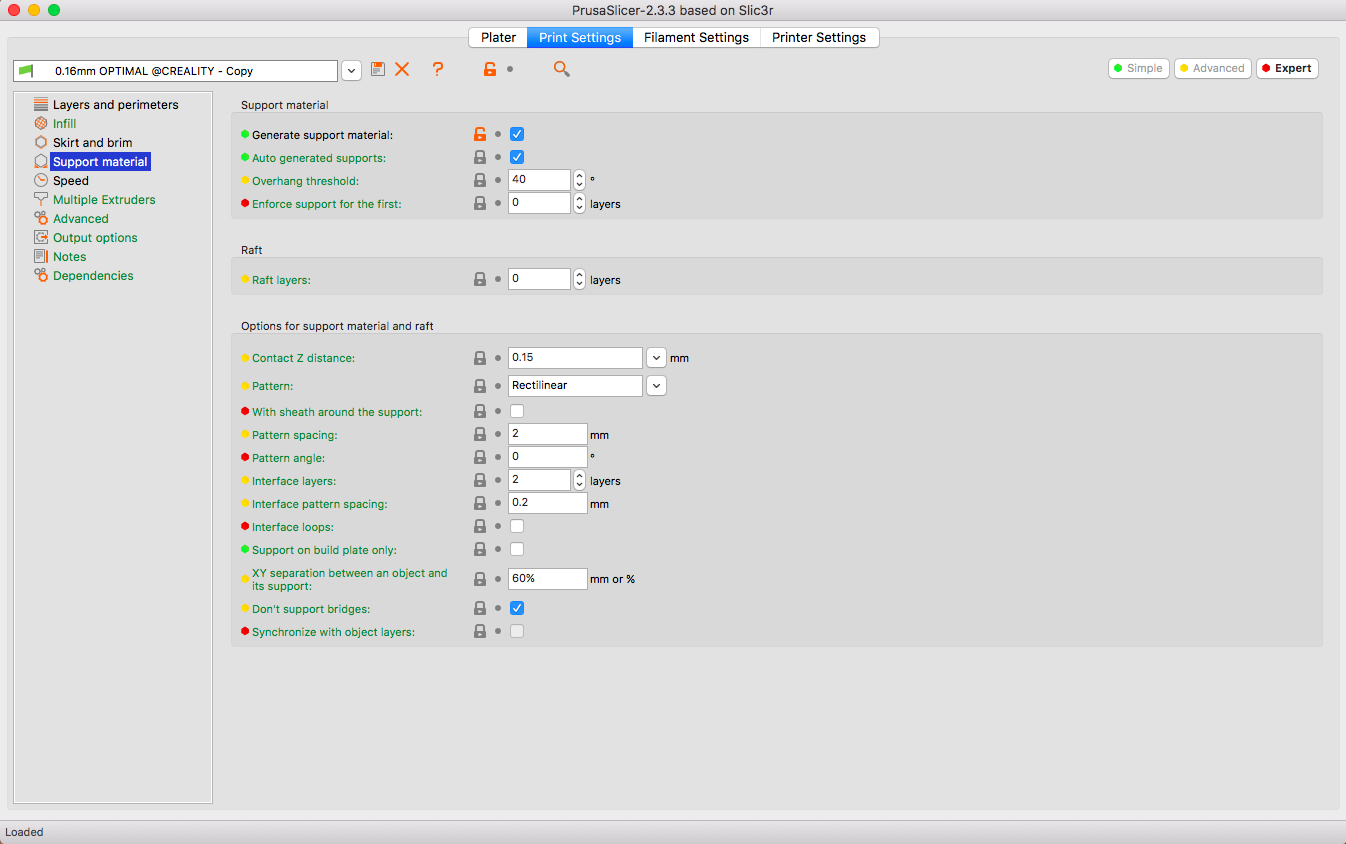 PrusaSlicer-2.3.3 based on Slic3r
Plater Print Settings Filament Settings Printer Settings
0.16mm OPTIMAL @CREALITY - Copy
Simple Advanced Expert
Layers and perimeters
Infill
Skirt and brim
Support material
Speed
Multiple Extruders
Advanced
Output options
Notes
Dependencies
Support material
Generate support material:
Auto generated supports:
Overhang threshold: 40 °
Enforce support for the first: 0 layers
Raft
Raft layers: 0 layers
Options for support material and raft
Contact Z distance: 0.15 mm
Pattern: Rectilinear
With sheath around the support:
Pattern spacing: 2 mm
Pattern angle: 0 °
Interface layers: 2 layers
Interface pattern spacing: 0.2 mm
Interface loops:
Support on build plate only:
XY separation between an object and
its support: 60% mm or %
Don't support bridges:
Synchronize with object layers:
Loaded